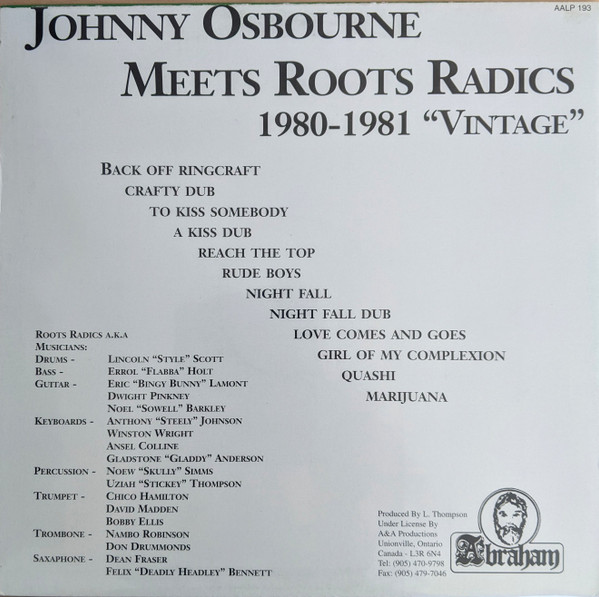 AALP 193
JOHNNY OSBOURNE
MEETS ROOTS RADICS
1980-1981 “VINTAGE”
BACK OFF RINGCRAFT
CRAFTY DUB
TO KISS SOMEBODY
A KISS DUB
REACH THE TOP
RUDE BOYS
NIGHT FALL
NIGHT FALL DUB
LOVE COMES AND GOES
GIRL OF MY COMPLEXION
QUASHI
MARIJUANA
ROOTS RADICS A.K.A
MUSICIANS:
DRUMS - LINCOLN “STYLE” SCOTT
BASS - ERROL “FLABBA” HOLT
GUITAR - ERIC “BINGY BUNNY” LAMONT
DWIGHT PINKNEY
NOEL “SOWELL” BARKLEY
KEYBOARDS - ANTHONY “STEELY” JOHNSON
WINSTON WRIGHT
ANSEL COLLINE
GLADSTONE “GLADDY” ANDERSON
PERCUSSION - NOEW “SKULLY” SIMMS
UZIAH “STICKEY” THOMPSON
TRUMPET - CHICO HAMILTON
DAVID MADDEN
BOBBY ELLIS
TROMBONE - NAMBO ROBINSON
DON DRUMMONDS
SAXAPHONE - DEAN FRASER
FELIX “DEADLY HEADLEY” BENNETT
Produced By L. Thompson
Under License By
A&A Productions
Unionville, Ontario
Canada - L3R 6N4
Tel: (905) 470-9798
Fax: (905) 479-7046
Abraham